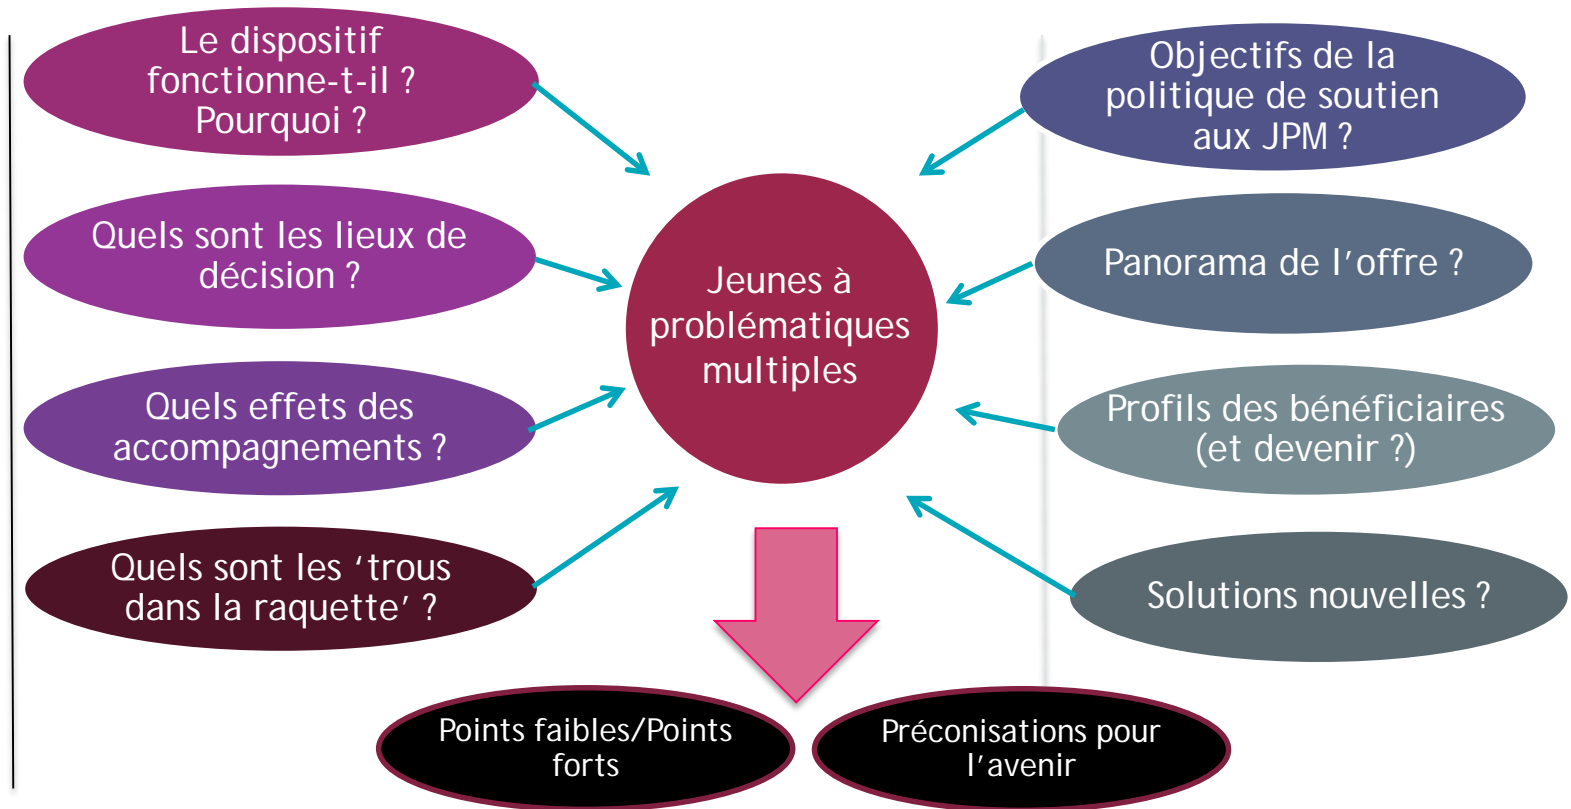 Le dispositif
fonctionne-t-il ?
Pourquoi ?
Quels sont les lieux de
décision ?
Quels effets des
accompagnements ?
Quels sont les ‘trous
dans la raquette’ ?
Jeunes à
problématiques
multiples
Objectifs de la
politique de soutien
aux JPM ?
Panorama de l’offre ?
Profils des bénéficiaires
(et devenir ?)
Solutions nouvelles ?
Points faibles/Points
forts
Préconisations pour
l’avenir